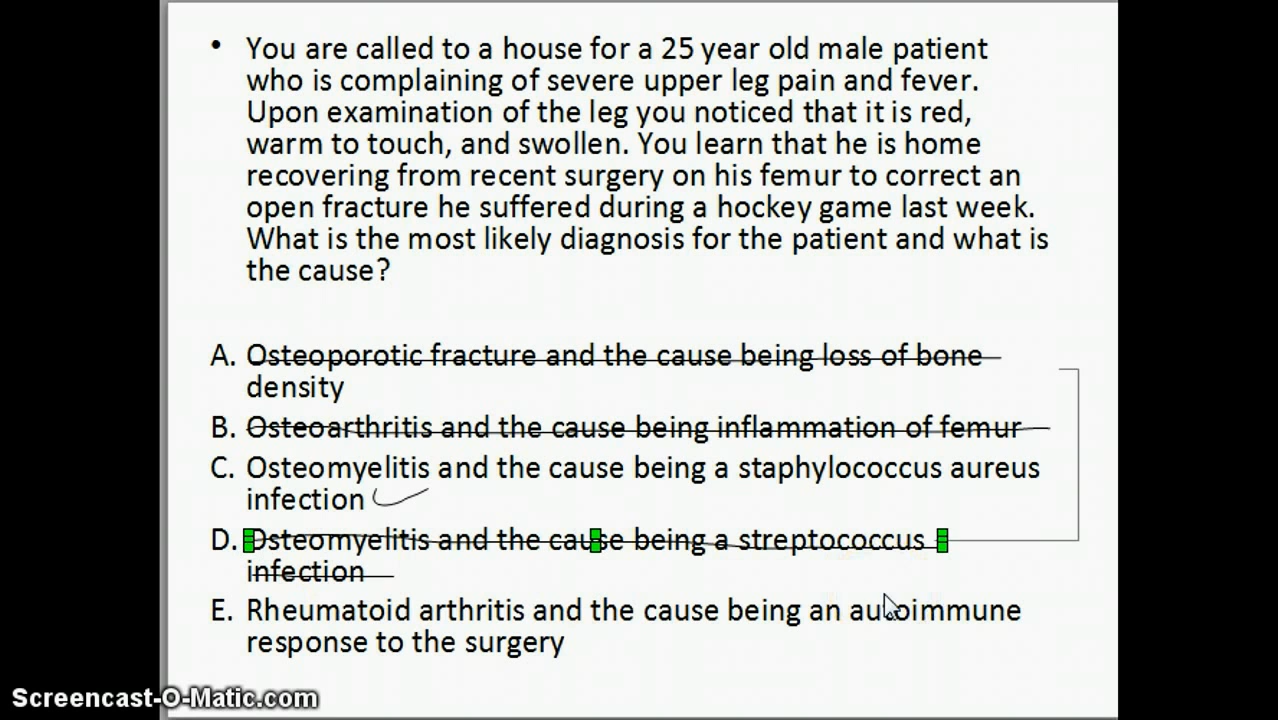 • You are called to a house for a 25 year old male patient
who is complaining of severe upper leg pain and fever.
Upon examination of the leg you noticed that it is red,
warm to touch, and swollen. You learn that he is home
recovering from recent surgery on his femur to correct an
open fracture he suffered during a hockey game last week.
What is the most likely diagnosis for the patient and what is
the cause?
A. Osteoporotic fracture and the cause being loss of bone
density
B. Osteoarthritis and the cause being inflammation of femur
C. Osteomyelitis and the cause being a staphylococcus aureus
infection
D. Osteomyelitis and the cause being a streptococcus
infection
E. Rheumatoid arthritis and the cause being an autoimmune
response to the surgery
Screencast-O-Matic.com